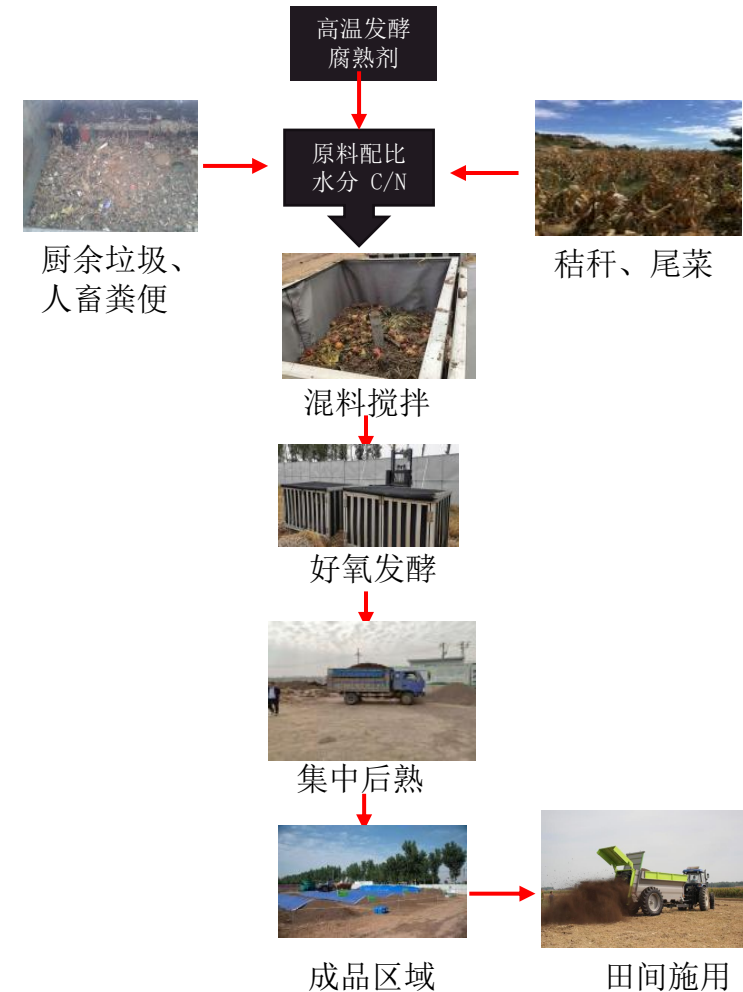 高温发酵
腐熟剂
原料配比
水分 C/N
厨余垃圾、
人畜粪便
秸秆、尾菜
混料搅拌
好氧发酵
集中后熟
成品区域
田间施用